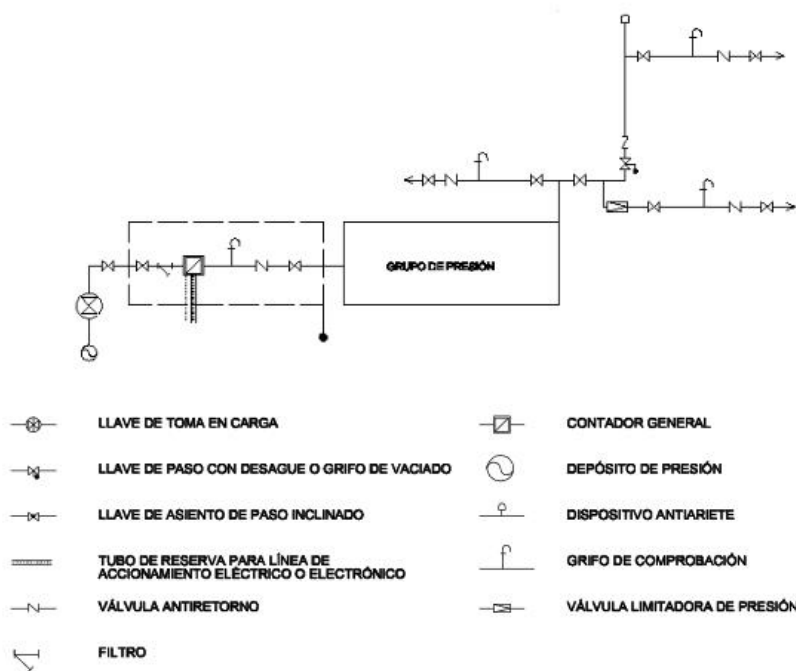 GRUPO DE PRESIÓN
LLAVE DE TOMA EN CARGA
LLAVE DE PASO CON DESAGUE O GRIFO DE VACIADO
LLAVE DE ASIENTO DE PASO INCLINADO
TUBO DE RESERVA PARA LÍNEA DE
ACCIONAMIENTO ELÉCTRICO O ELECTRÓNICO
VÁLVULA ANTIRETORNO
FILTRO
CONTADOR GENERAL
DEPÓSITO DE PRESIÓN
DISPOSITIVO ANTIARIETE
GRIFO DE COMPROBACIÓN
VÁLVULA LIMITADORA DE PRESIÓN